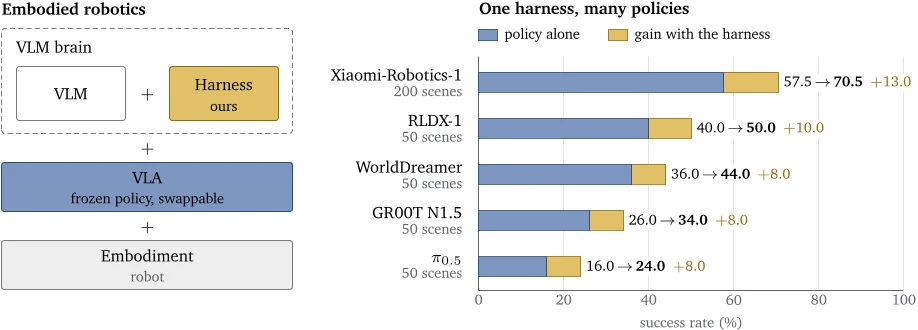 Embodied robotics
VLM brain
VLM
+
Harness
ours
+
VLA
frozen policy, swappable
+
Embodiment
robot
One harness, many policies
policy alone
gain with the harness
Xiaomi-Robotics-1
200 scenes
57.5 → 70.5 +13.0
RLDX-1
50 scenes
40.0 → 50.0 +10.0
WorldDreamer
50 scenes
36.0 → 44.0 +8.0
GR00T N1.5
50 scenes
26.0 → 34.0 +8.0
π0.5
50 scenes
16.0 → 24.0 +8.0
0 20 40 60 80 100
success rate (%)